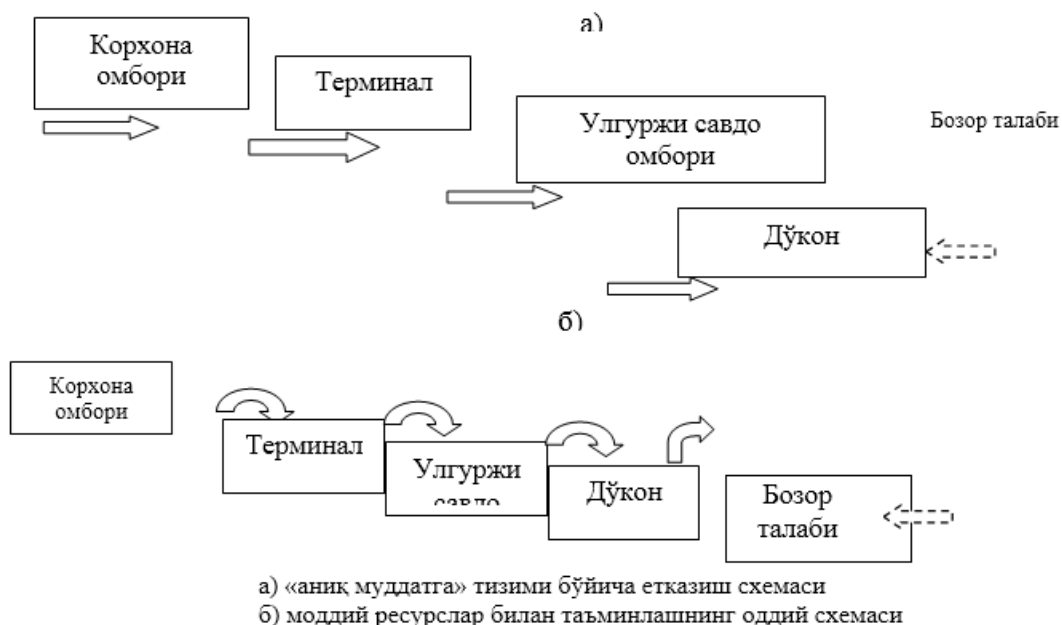 а)
Корхона
омбори
Терминал
Улгуржи савдо
омбори
Бозор талаби
Дўкон
б)
Корхона
омбори
Терминал
Улгуржи
савдо
Дўкон
Бозор
талаби
а) «аниқ муддатга» тизими бўйича етказиш схемаси
б) моддий ресурслар билан таъминлашнинг оддий схемаси